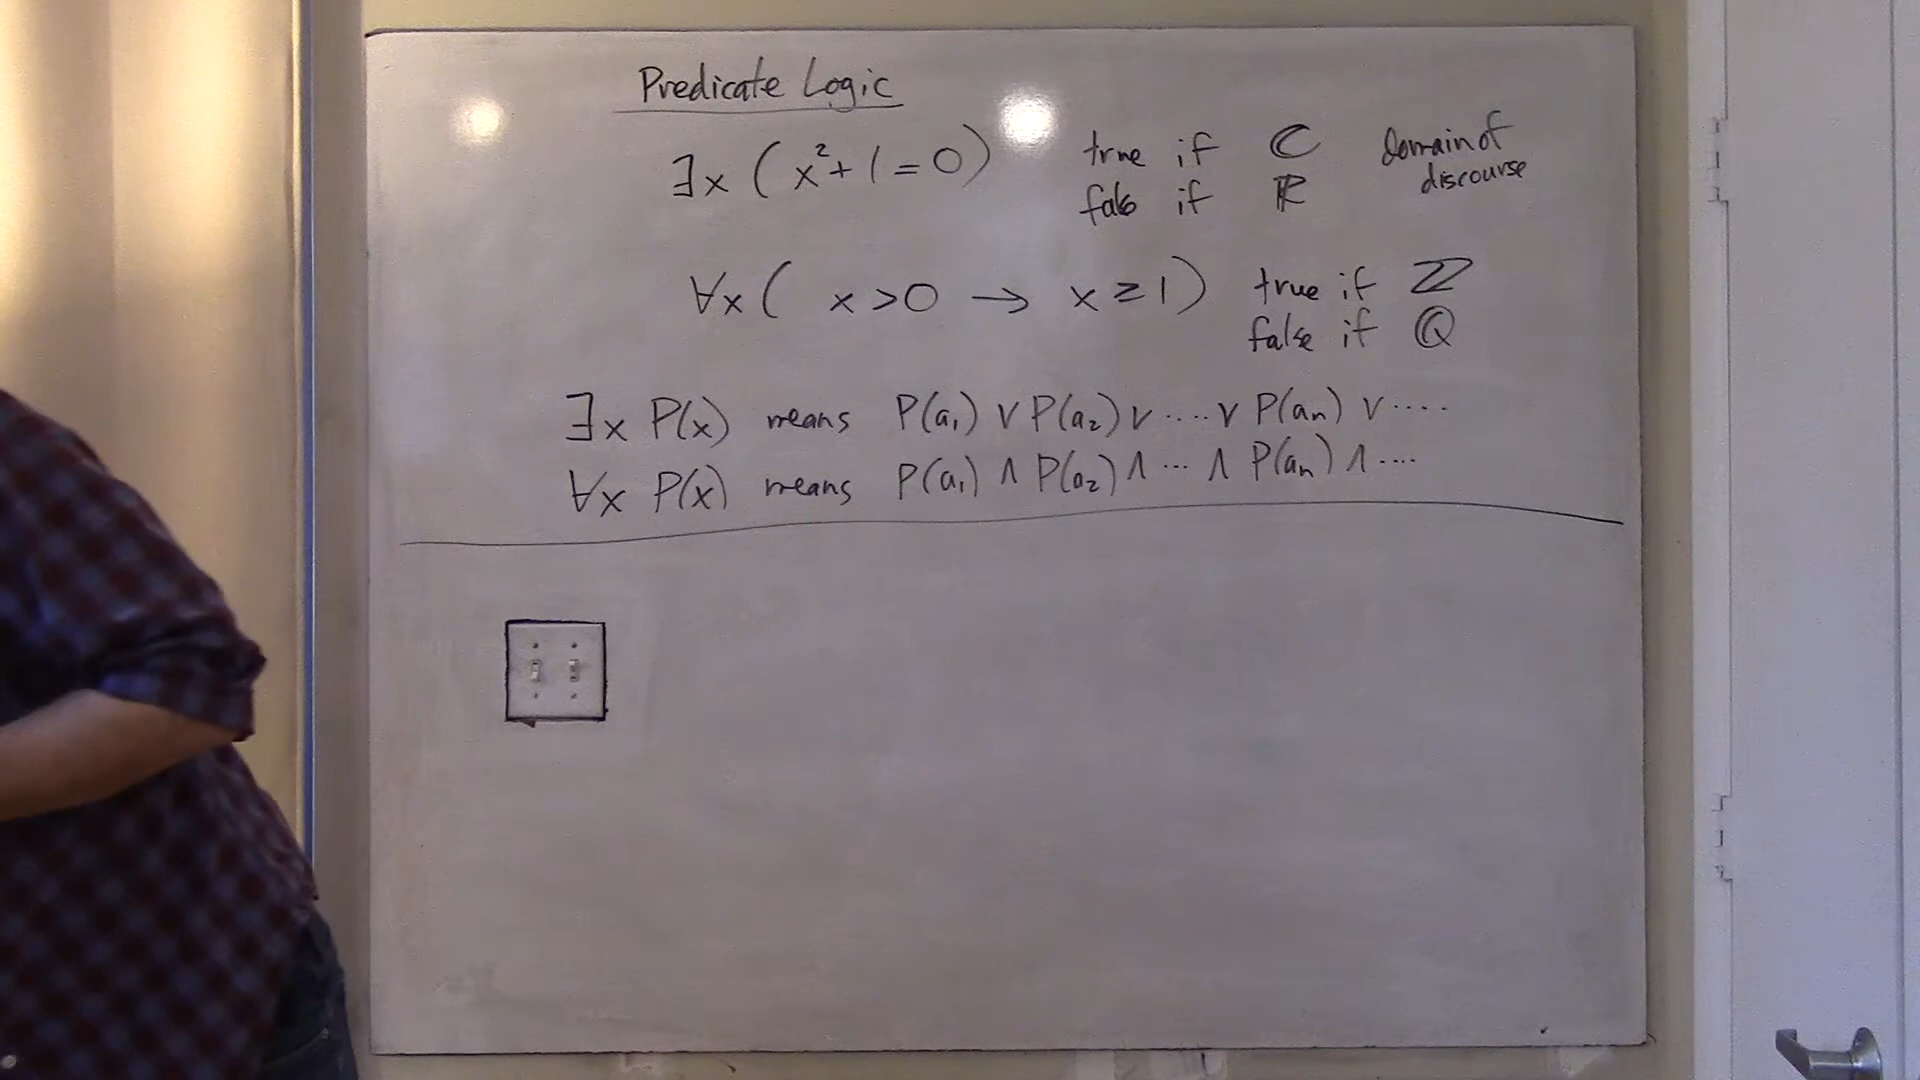 Predicate Logic
∃x (x²+1=0) true if ℂ Domain of discourse
false if ℝ
∀x ( x>0 → x≥1) true if ℤ
false if ℚ
∃x P(x) means P(a₁) ∨ P(a₂) ∨ .... ∨ P(aₙ) ∨ ....
∀x P(x) means P(a₁) ∧ P(a₂) ∧ ... ∧ P(aₙ) ∧ ....